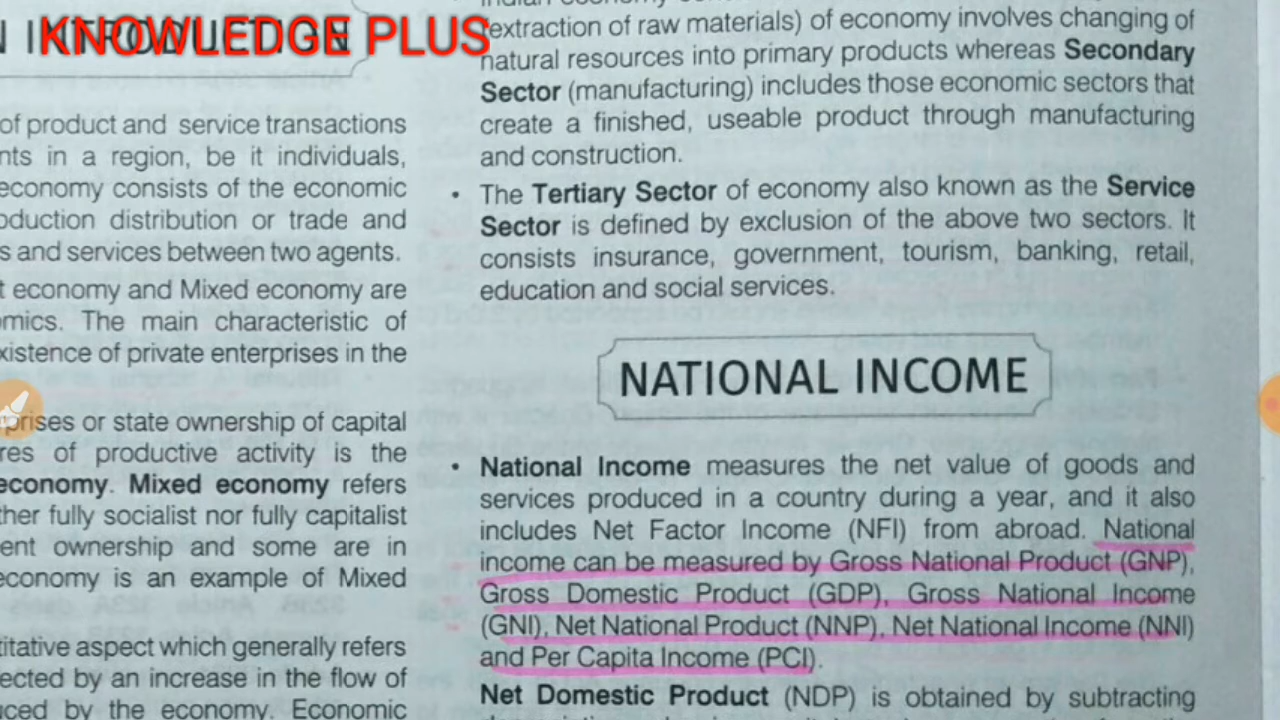 KNOWLEDGE PLUS
of product and service transactions
in a region, be it individuals,
economy consists of the economic
distribution or trade and
and services between two agents.
economy and Mixed economy are
The main characteristic of
of private enterprises in the
or state ownership of capital
of productive activity is the
economy. Mixed economy refers
fully socialist nor fully capitalist
ownership and some are in
economy is an example of Mixed
aspect which generally refers
by an increase in the flow of
by the economy. Economic
extraction of raw materials) of economy involves changing of
natural resources into primary products whereas Secondary
Sector (manufacturing) includes those economic sectors that
create a finished, useable product through manufacturing
and construction.
• The Tertiary Sector of economy also known as the Service
Sector is defined by exclusion of the above two sectors. It
consists insurance, government, tourism, banking, retail,
education and social services.
NATIONAL INCOME
• National Income measures the net value of goods and
services produced in a country during a year, and it also
includes Net Factor Income (NFI) from abroad. National
income can be measured by Gross National Product (GNP),
Gross Domestic Product (GDP), Gross National Income
(GNI), Net National Product (NNP), Net National Income (NNI)
and Per Capita Income (PCI).
Net Domestic Product (NDP) is obtained by subtracting